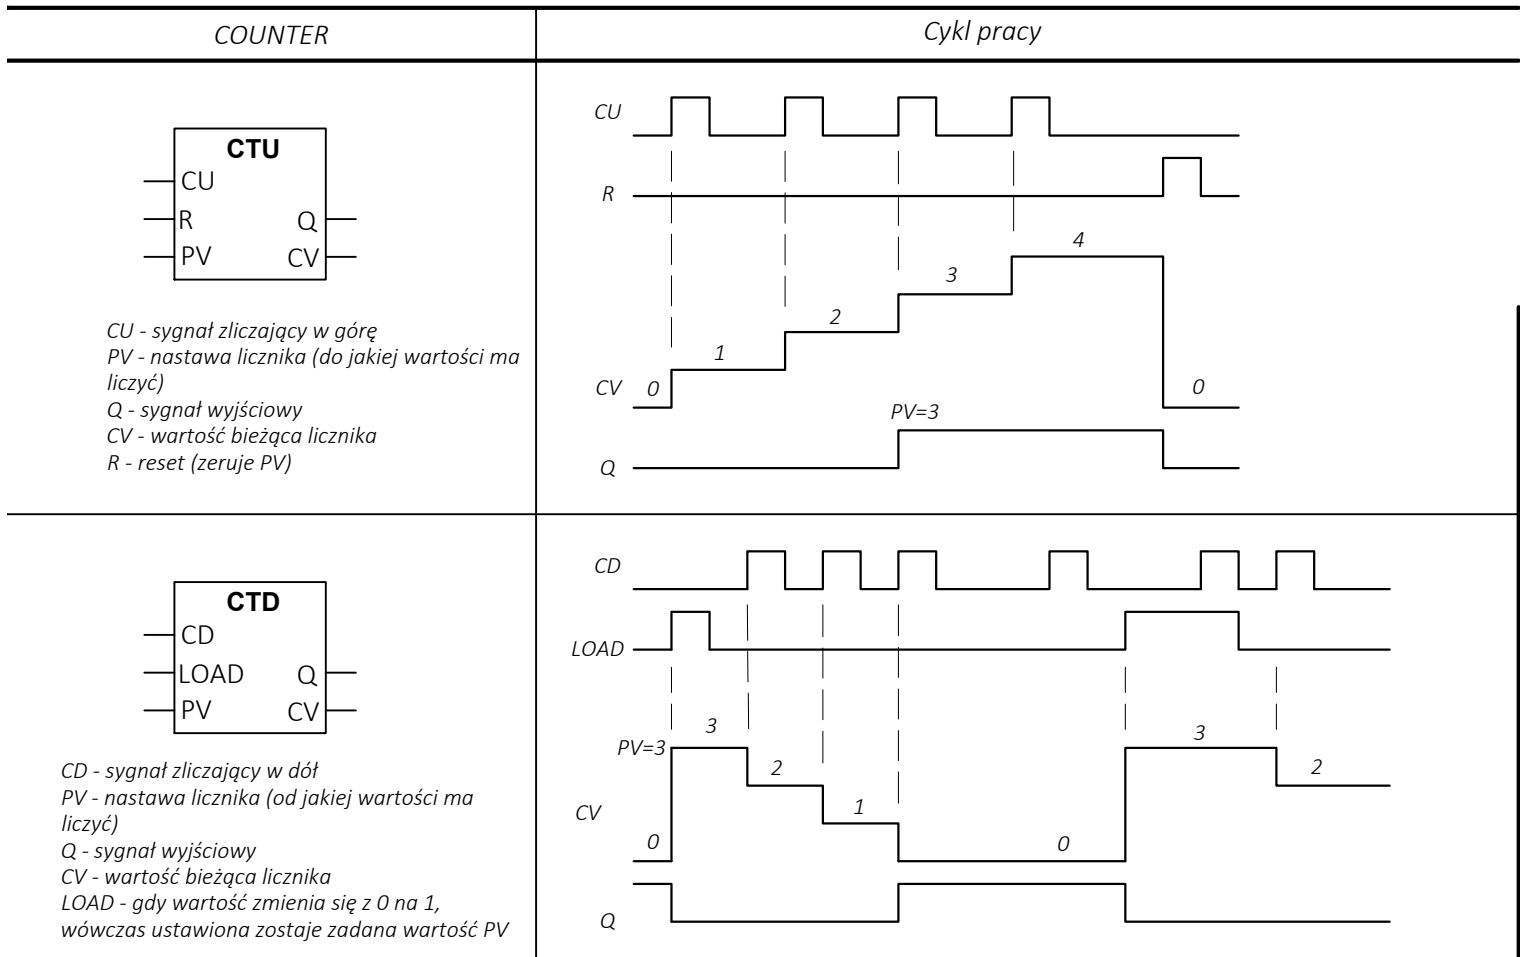 COUNTER
Cykl pracy
CTU
CU
R
Q
PV
CV
CU - sygnał zliczający w górę
PV - nastawa licznika (do jakiej wartości ma
liczyć)
Q - sygnał wyjściowy
CV - wartość bieżąca licznika
R - reset (zeruje PV)
CU
R
4
3
2
1
CV
0
0
PV=3
Q
CTD
CD
LOAD
Q
PV
CV
CD - sygnał zliczający w dół
PV - nastawa licznika (od jakiej wartości ma
liczyć)
Q - sygnał wyjściowy
CV - wartość bieżąca licznika
LOAD - gdy wartość zmienia się z 0 na 1,
wówczas ustawiona zostaje zadana wartość PV
CD
LOAD
3
3
PV=3
2
2
1
CV
0
0
Q